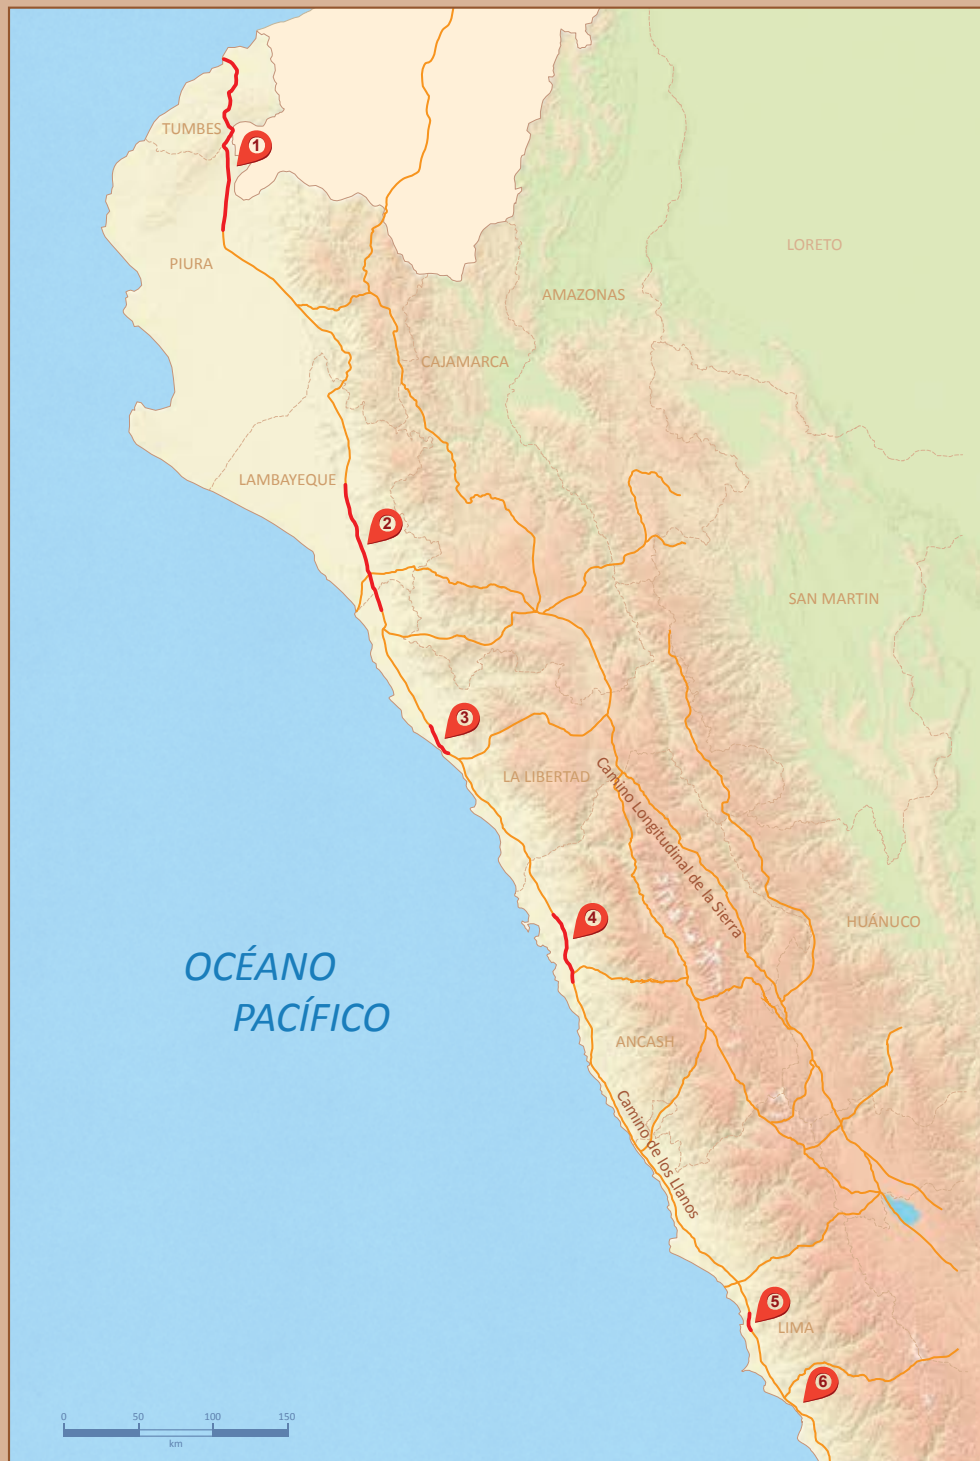 TUMBES
1
LORETO
PIURA
AMAZONAS
CAJAMARCA
LAMBAYEQUE
2
SAN MARTIN
3
LA LIBERTAD
Camino Longitudinal de la Sierra
4
HUÁNUCO
OCÉANO
PACÍFICO
ANCASH
Camino de los Llanos
5
LIMA
6
0 50 100 150
km